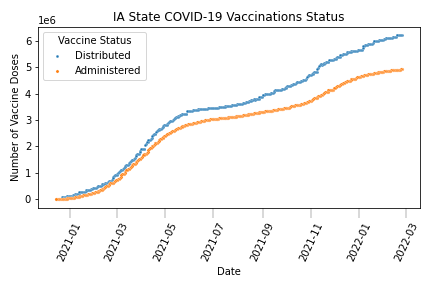 IA State COVID-19 Vaccinations Status
1e6
Vaccine Status
Distributed
Administered
Number of Vaccine Doses
6
5
4
3
2
1
0
2021-01
2021-03
2021-05
2021-07
2021-09
2021-11
2022-01
2022-03
Date